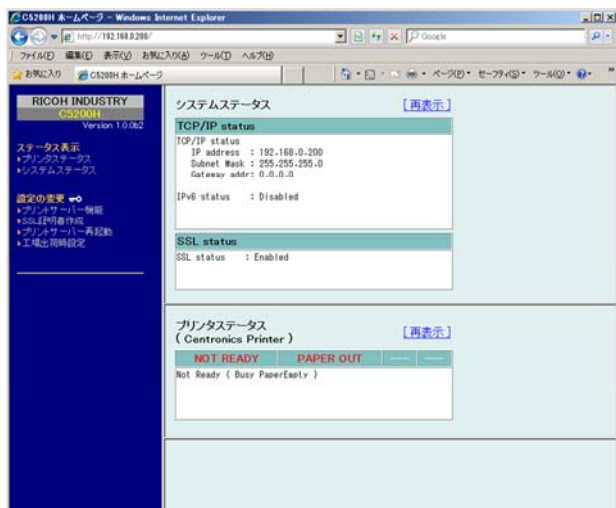 C5200H ホームページ - Windows Internet Explorer
http://192.168.0.200/
Google
ファイル(F) 編集(E) 表示(V) お気に入り(A) ツール(T) ヘルプ(H)
お気に入り C5200H ホームページ ページ(P) セーフティ(S) ツール(O)
RICOH INDUSTRY
C5200H
Version 1.0.0b2
ステータス表示
プリンタステータス
システムステータス
設定の変更
プリントサーバー機能
SSL証明書作成
プリントサーバー再起動
工場出荷時設定
システムステータス [再表示]
TCP/IP status
TCP/IP status
IP address : 192.168.0.200
Subnet Mask : 255.255.255.0
Gateway addr: 0.0.0.0
IPv6 status : Disabled
SSL status
SSL status : Enabled
プリンタステータス
( Centronics Printer ) [再表示]
NOT READY PAPER OUT --- ---
Not Ready ( Busy PaperEmpty )